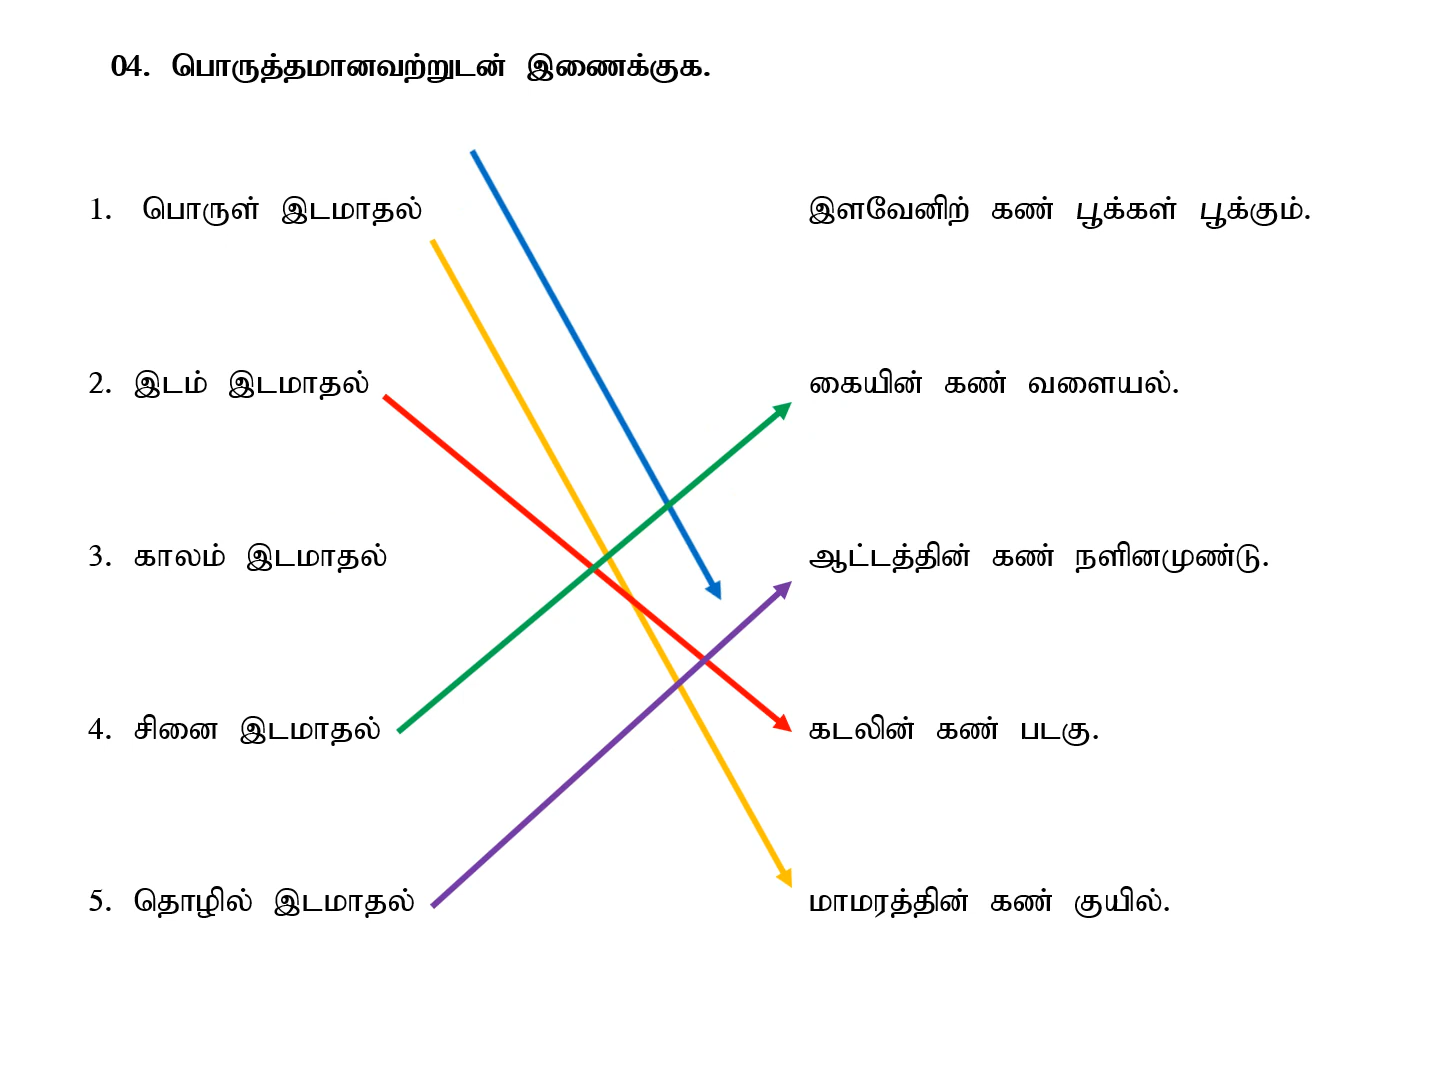 04. பொருத்தமானவற்றுடன் இணைக்குக.
1. பொருள் இடமாதல் இளவேனிற் கண் பூக்கள் பூக்கும்.
2. இடம் இடமாதல் கையின் கண் வளையல்.
3. காலம் இடமாதல் ஆட்டத்தின் கண் நளினமுண்டு.
4. சினை இடமாதல் கடலின் கண் படகு.
5. தொழில் இடமாதல் மாமரத்தின் கண் குயில்.